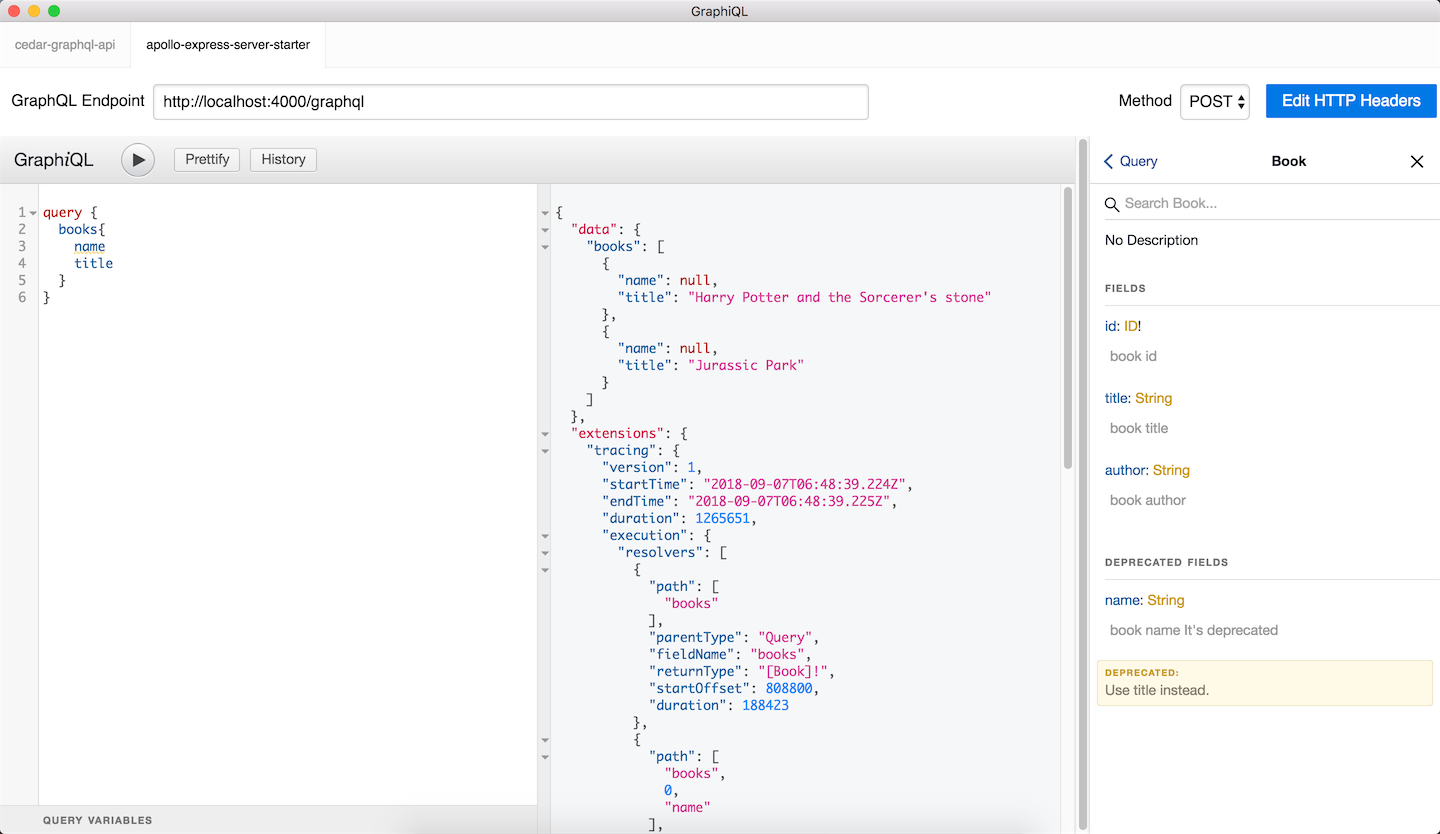 GraphiQL
cedar-graphql-api
apollo-express-server-starter
GraphQL Endpoint http://localhost:4000/graphql
Method POST Edit HTTP Headers
GraphiQL Prettify History
1 query {
2 books{
3 name
4 title
5 }
6 }
QUERY VARIABLES
{
"data": {
"books": [
{
"name": null,
"title": "Harry Potter and the Sorcerer's stone"
},
{
"name": null,
"title": "Jurassic Park"
}
]
},
"extensions": {
"tracing": {
"version": 1,
"startTime": "2018-09-07T06:48:39.224Z",
"endTime": "2018-09-07T06:48:39.225Z",
"duration": 1265651,
"execution": {
"resolvers": [
{
"path": [
"books"
],
"parentType": "Query",
"fieldName": "books",
"returnType": "[Book]!",
"startOffset": 808800,
"duration": 188423
},
{
"path": [
"books",
0,
"name"
],
Query Book
Search Book...
No Description
FIELDS
id: ID!
book id
title: String
book title
author: String
book author
DEPRECATED FIELDS
name: String
book name It's deprecated
DEPRECATED:
Use title instead.